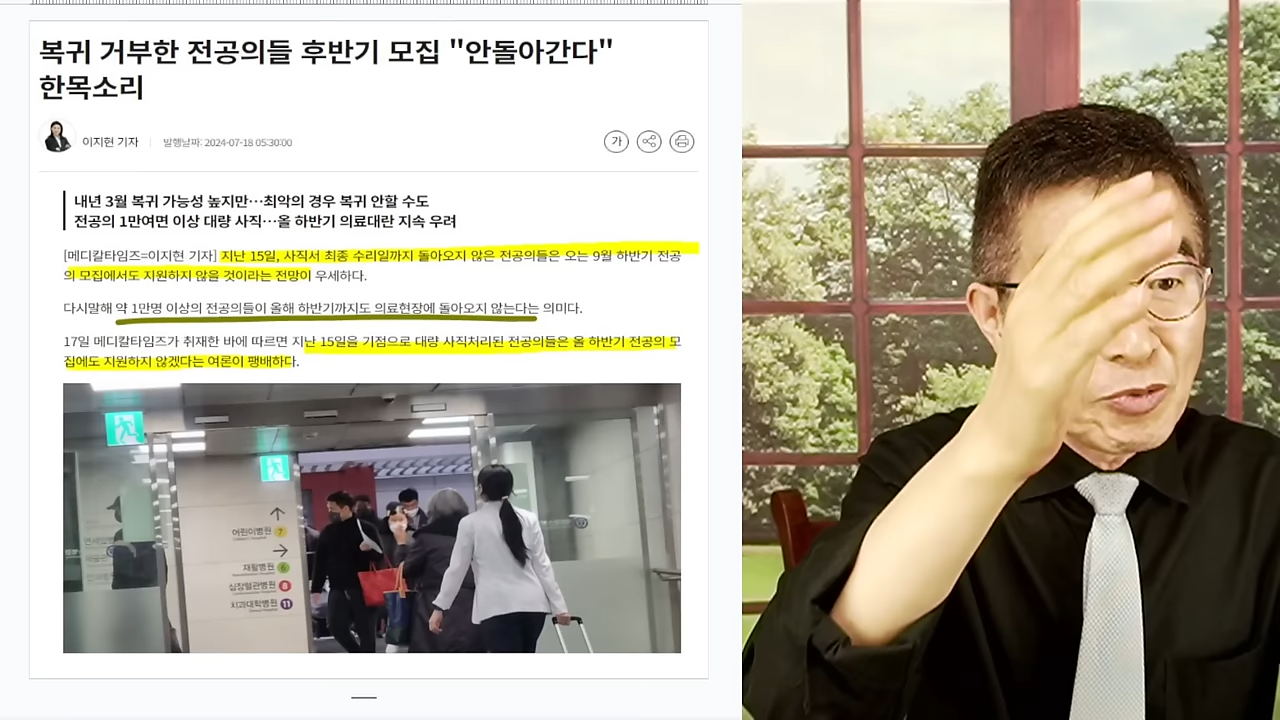 복귀 거부한 전공의들 후반기 모집 "안돌아간다"
한목소리
이지현 기자
발행날짜: 2024-07-18 05:30:00
가
내년 3월 복귀 가능성 높지만…최악의 경우 복귀 안할 수도
전공의 1만여면 이상 대량 사직…올 하반기 의료대란 지속 우려
[메디칼타임즈=이지현 기자] 지난 15일, 사직서 최종 수리일까지 돌아오지 않은 전공의들은 오는 9월 하반기 전공
의 모집에서도 지원하지 않을 것이라는 전망이 우세하다.
다시말해 약 1만명 이상의 전공의들이 올해 하반기까지도 의료현장에 돌아오지 않는다는 의미다.
17일 메디칼타임즈가 취재한 바에 따르면 지난 15일을 기점으로 대량 사직처리된 전공의들은 올 하반기 전공의 모
집에도 지원하지 않겠다는 여론이 팽배하다.
어린이병원 7
재활병원 6
심장혈관병원 8
치과대학병원 11